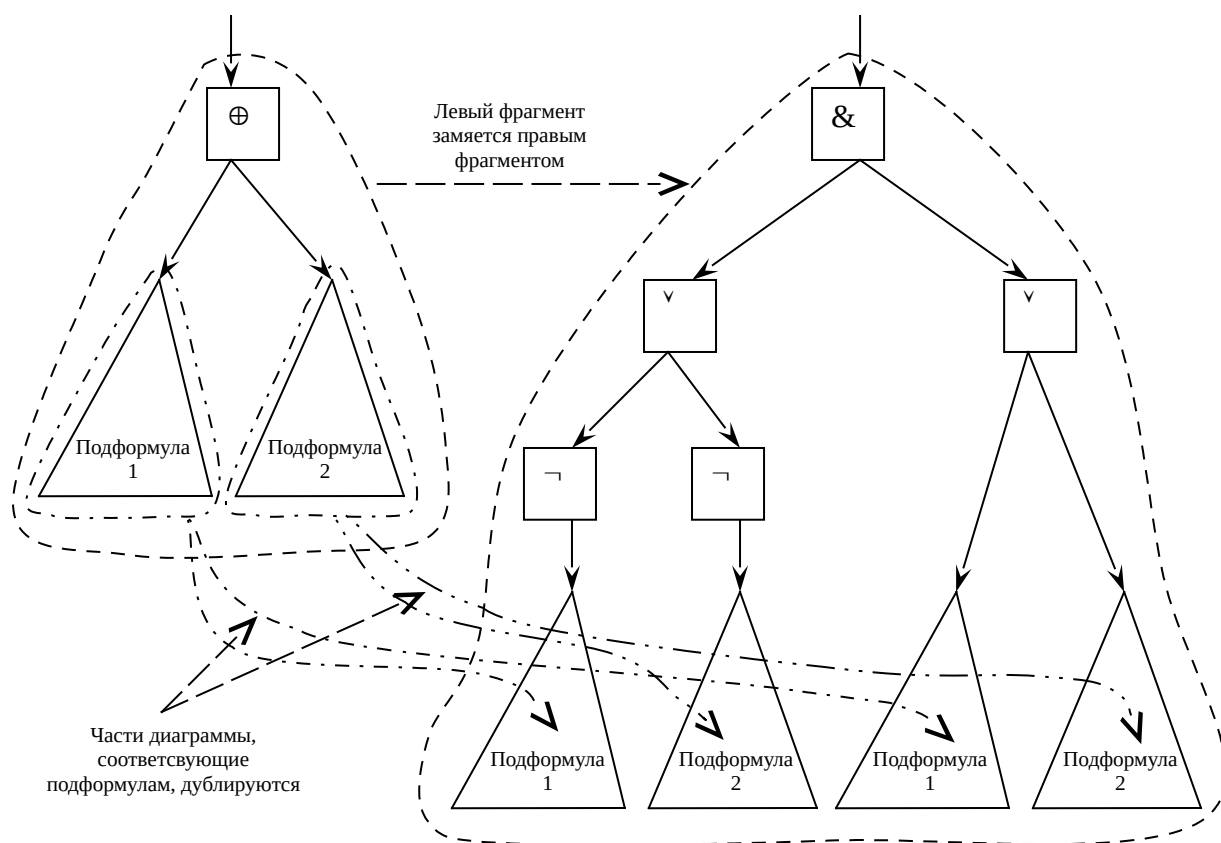 ⊕
Левый фрагмент
замяется правым
фрагментом
&
˅
˅
Подформула
1
Подформула
2
¬
¬
Части диаграммы,
соответсвующие
подформулам, дублируются
Подформула
1
Подформула
2
Подформула
1
Подформула
2